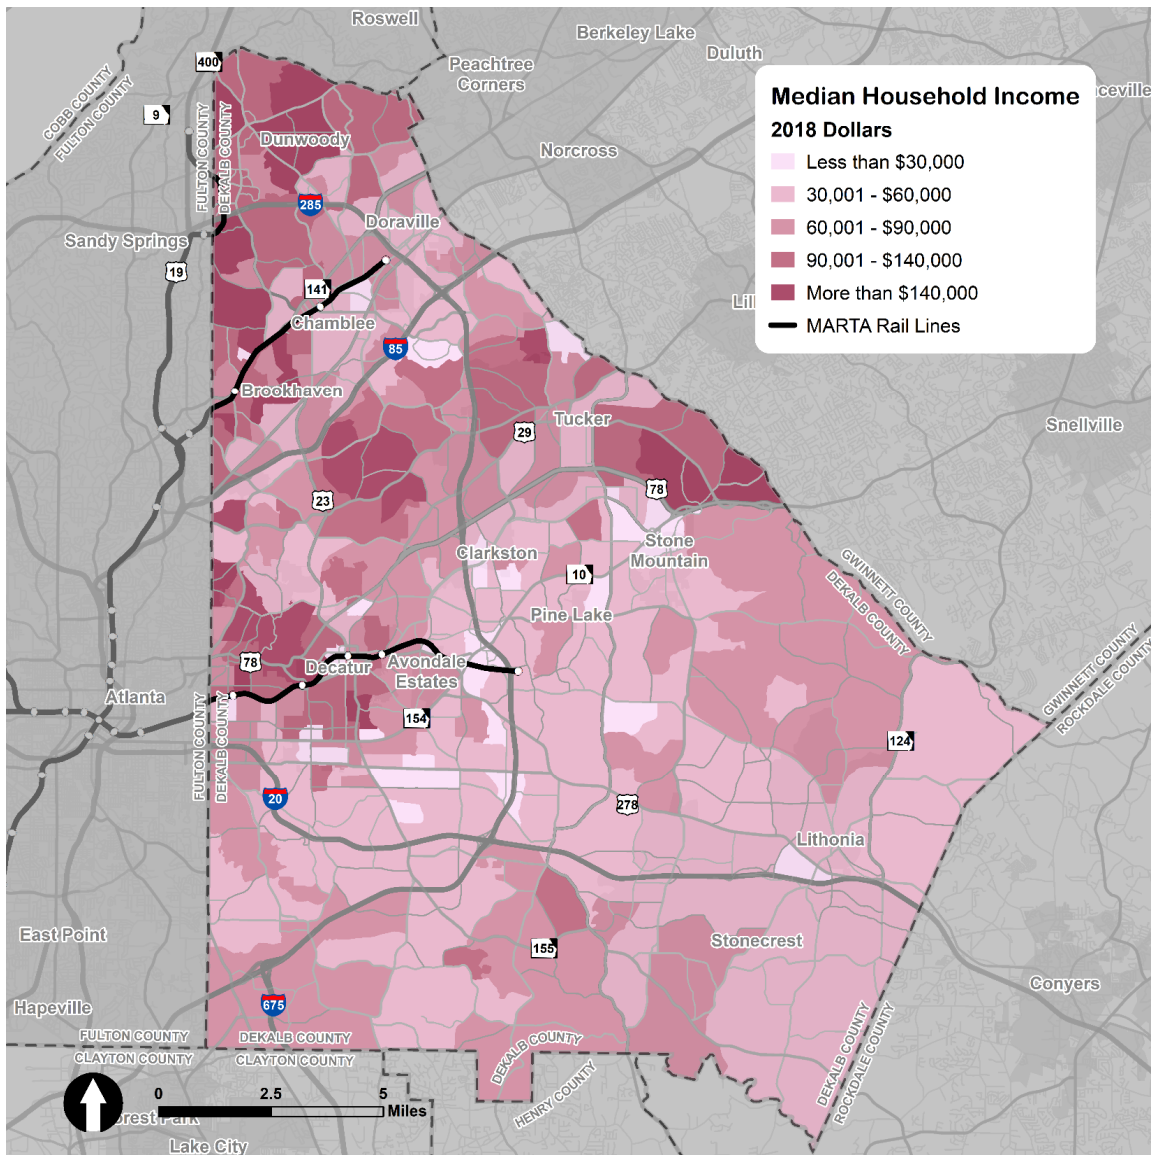 Roswell
Berkeley Lake
Duluth
400
Peachtree
Corners
Median Household Income
2018 Dollars
Less than $30,000
30,001 - $60,000
60,001 - $90,000
90,001 - $140,000
More than $140,000
MARTA Rail Lines
COBB COUNTY
FULTON COUNTY
9
FULTON COUNTY
DEKALB COUNTY
Dunwoody
Norcross
285
Doraville
Sandy Springs
19
141
Chamblee
85
Brookhaven
Tucker
29
Snellville
23
78
Stone
Mountain
Clarkston
10
GWINNETT COUNTY
DEKALB COUNTY
Pine Lake
78
Decatur
Avondale
Estates
GWINNETT COUNTY
ROCKDALE COUNTY
Atlanta
154
124
FULTON COUNTY
DEKALB COUNTY
20
278
Lithonia
East Point
155
Stonecrest
Conyers
Hapeville
675
FULTON COUNTY
DEKALB COUNTY
CLAYTON COUNTY
CLAYTON COUNTY
DEKALB COUNTY
HENRY COUNTY
DEKALB COUNTY
ROCKDALE COUNTY
0
2.5
5
Miles
Lake City